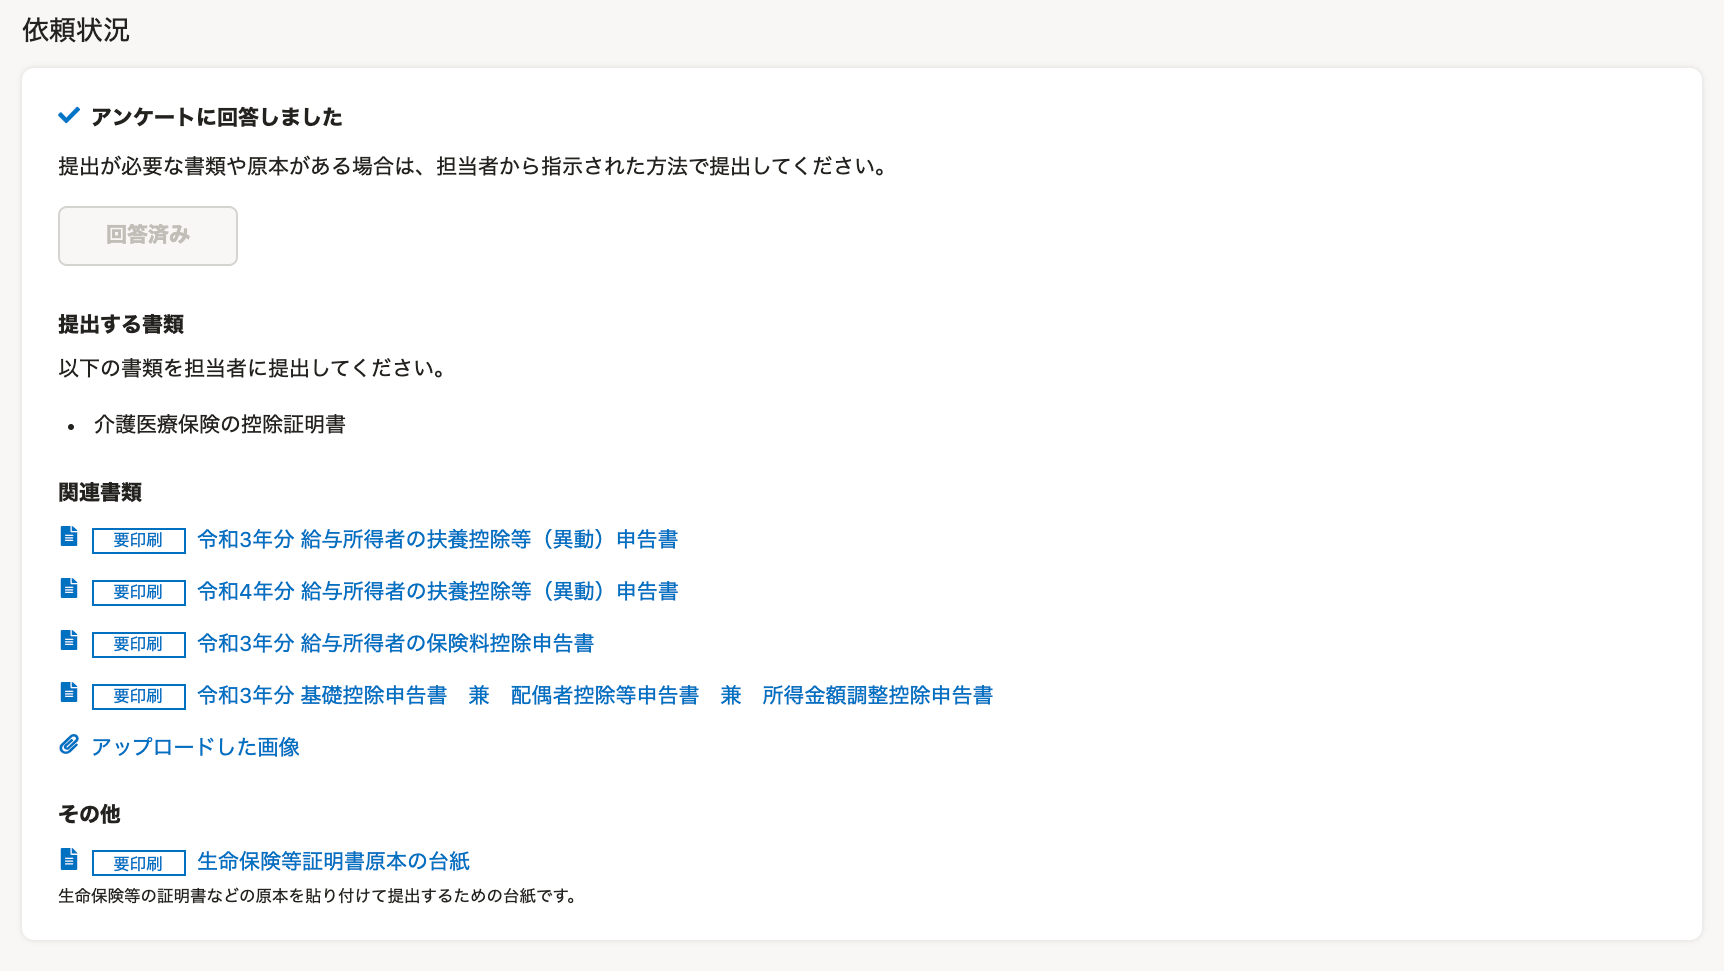 依頼状況
アンケートに回答しました
提出が必要な書類や原本がある場合は、担当者から指示された方法で提出してください。
回答済み
提出する書類
以下の書類を担当者に提出してください。
• 介護医療保険の控除証明書
関連書類
要印刷 令和3年分 給与所得者の扶養控除等（異動）申告書
要印刷 令和4年分 給与所得者の扶養控除等（異動）申告書
要印刷 令和3年分 給与所得者の保険料控除申告書
要印刷 令和3年分 基礎控除申告書　兼　配偶者控除等申告書　兼　所得金額調整控除申告書
アップロードした画像
その他
要印刷 生命保険等証明書原本の台紙
生命保険等の証明書などの原本を貼り付けて提出するための台紙です。